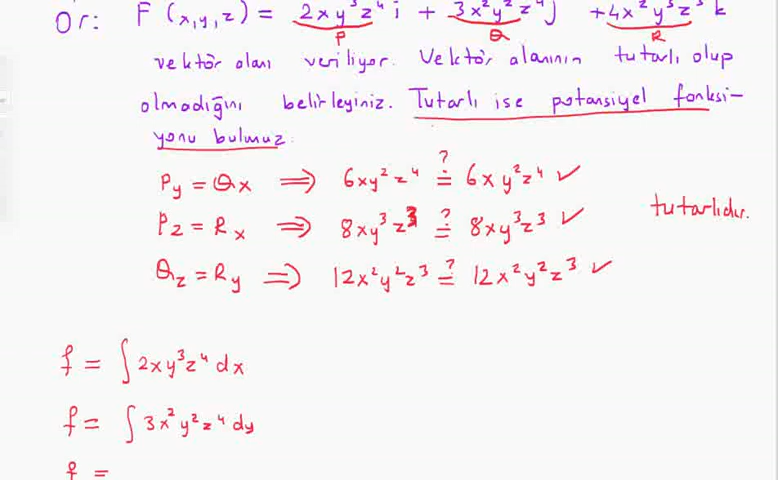 Ör: F (x,y,z) = 2xy³z⁴ i + 3x²y²z⁴ j + 4x²y³z³ k
P Q R
vektör alanı veriliyor. Vektör alanının tutarlı olup
olmadığını belirleyiniz. Tutarlı ise potansiyel fonksi-
yonu bulunuz.
Py = Qx ⟹ 6xy²z⁴ ≟ 6xy²z⁴ ✓
Pz = Rx ⟹ 8xy³z³ ≟ 8xy³z³ ✓ tutarlıdır.
Qz = Ry ⟹ 12x²y²z³ ≟ 12x²y²z³ ✓
f = ∫ 2xy³z⁴ dx
f = ∫ 3x²y²z⁴ dy
f =